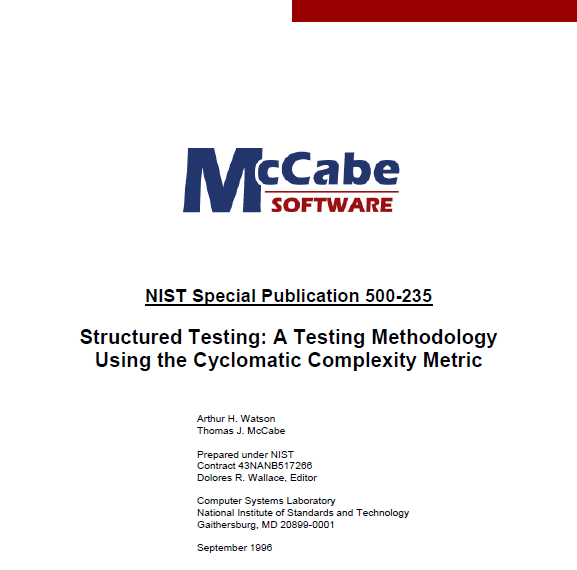 McCabe
SOFTWARE
NIST Special Publication 500-235
Structured Testing: A Testing Methodology
Using the Cyclomatic Complexity Metric
Arthur H. Watson
Thomas J. McCabe
Prepared under NIST
Contract 43NANB517266
Dolores R. Wallace, Editor
Computer Systems Laboratory
National Institute of Standards and Technology
Gaithersburg, MD 20899-0001
September 1996